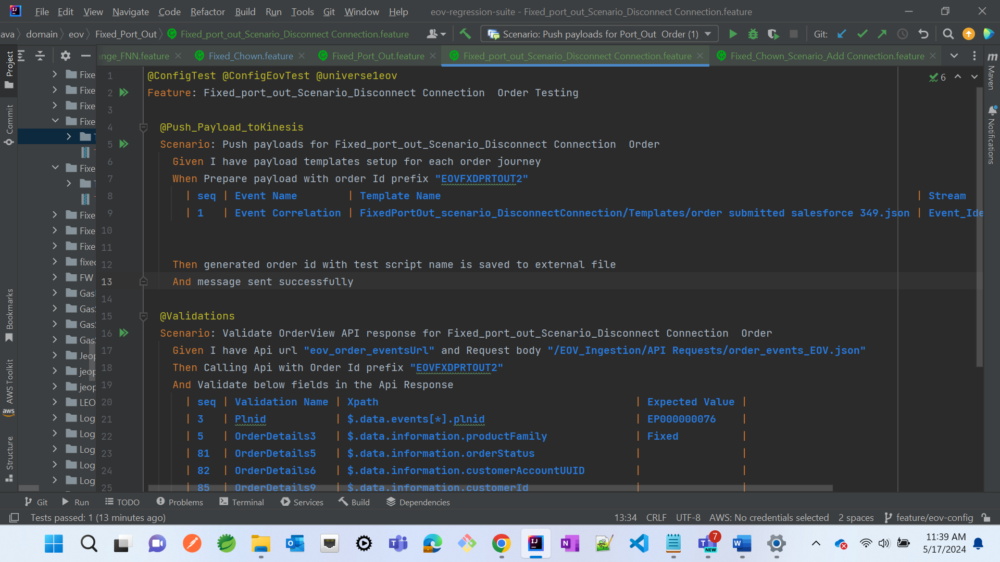 File Edit View Navigate Code Refactor Build Run Tools Git Window Help eov-regression-suite - Fixed_port_out_Scenario_Disconnect Connection.feature
ava domain eov Fixed_Port_Out Fixed_port_out_Scenario_Disconnect Connection.feature Scenario: Push payloads for Port_Out Order (1) Git:
ange_FNN.feature Fixed_Chown.feature Fixed_Port_Out.feature Fixed_port_out_Scenario_Disconnect Connection.feature Fixed_Chown_Scenario_Add Connection.feature
Project
Commit
Bookmarks
AWS Toolkit
aws
Structure
Maven
Notifications
Fixe
Fixe
Fixe
Fixe
Fixe
Fixe
Fixe
Fixe
fixed
FW
Gas
Gas
Gas
Gas
Jeop
jeop
jeop
LEO
Log
Log
Log
Log
Log
6
1 @ConfigTest @ConfigEovTest @universe1eov
2 Feature: Fixed_port_out_Scenario_Disconnect Connection Order Testing
3
4 @Push_Payload_toKinesis
5 Scenario: Push payloads for Fixed_port_out_Scenario_Disconnect Connection Order
6 Given I have payload templates setup for each order journey
7 When Prepare payload with order Id prefix "EOVFXDPRTOUT2"
8 | seq | Event Name | Template Name | Stream
9 | 1 | Event Correlation | FixedPortOut_scenario_DisconnectConnection/Templates/order submitted salesforce 349.json | Event_Ide
10
11
12 Then generated order id with test script name is saved to external file
13 And message sent successfully
14
15 @Validations
16 Scenario: Validate OrderView API response for Fixed_port_out_Scenario_Disconnect Connection Order
17 Given I have Api url "eov_order_eventsUrl" and Request body "/EOV_Ingestion/API Requests/order_events_EOV.json"
18 Then Calling Api with Order Id prefix "EOVFXDPRTOUT2"
19 And Validate below fields in the Api Response
20 | seq | Validation Name | Xpath | Expected Value |
21 | 3 | Plnid | $.data.events[*].plnid | EP000000076 |
22 | 5 | OrderDetails3 | $.data.information.productFamily | Fixed |
23 | 81 | OrderDetails5 | $.data.information.orderStatus | |
24 | 82 | OrderDetails6 | $.data.information.customerAccountUUID | |
25 | 85 | OrderDetails9 | $.data.information.customerId | |
Git Run TODO Problems Terminal Services Build Dependencies
Tests passed: 1 (13 minutes ago) 13:34 CRLF UTF-8 AWS: No credentials selected 2 spaces feature/eov-config
7
NEW
11:39 AM
5/17/2024